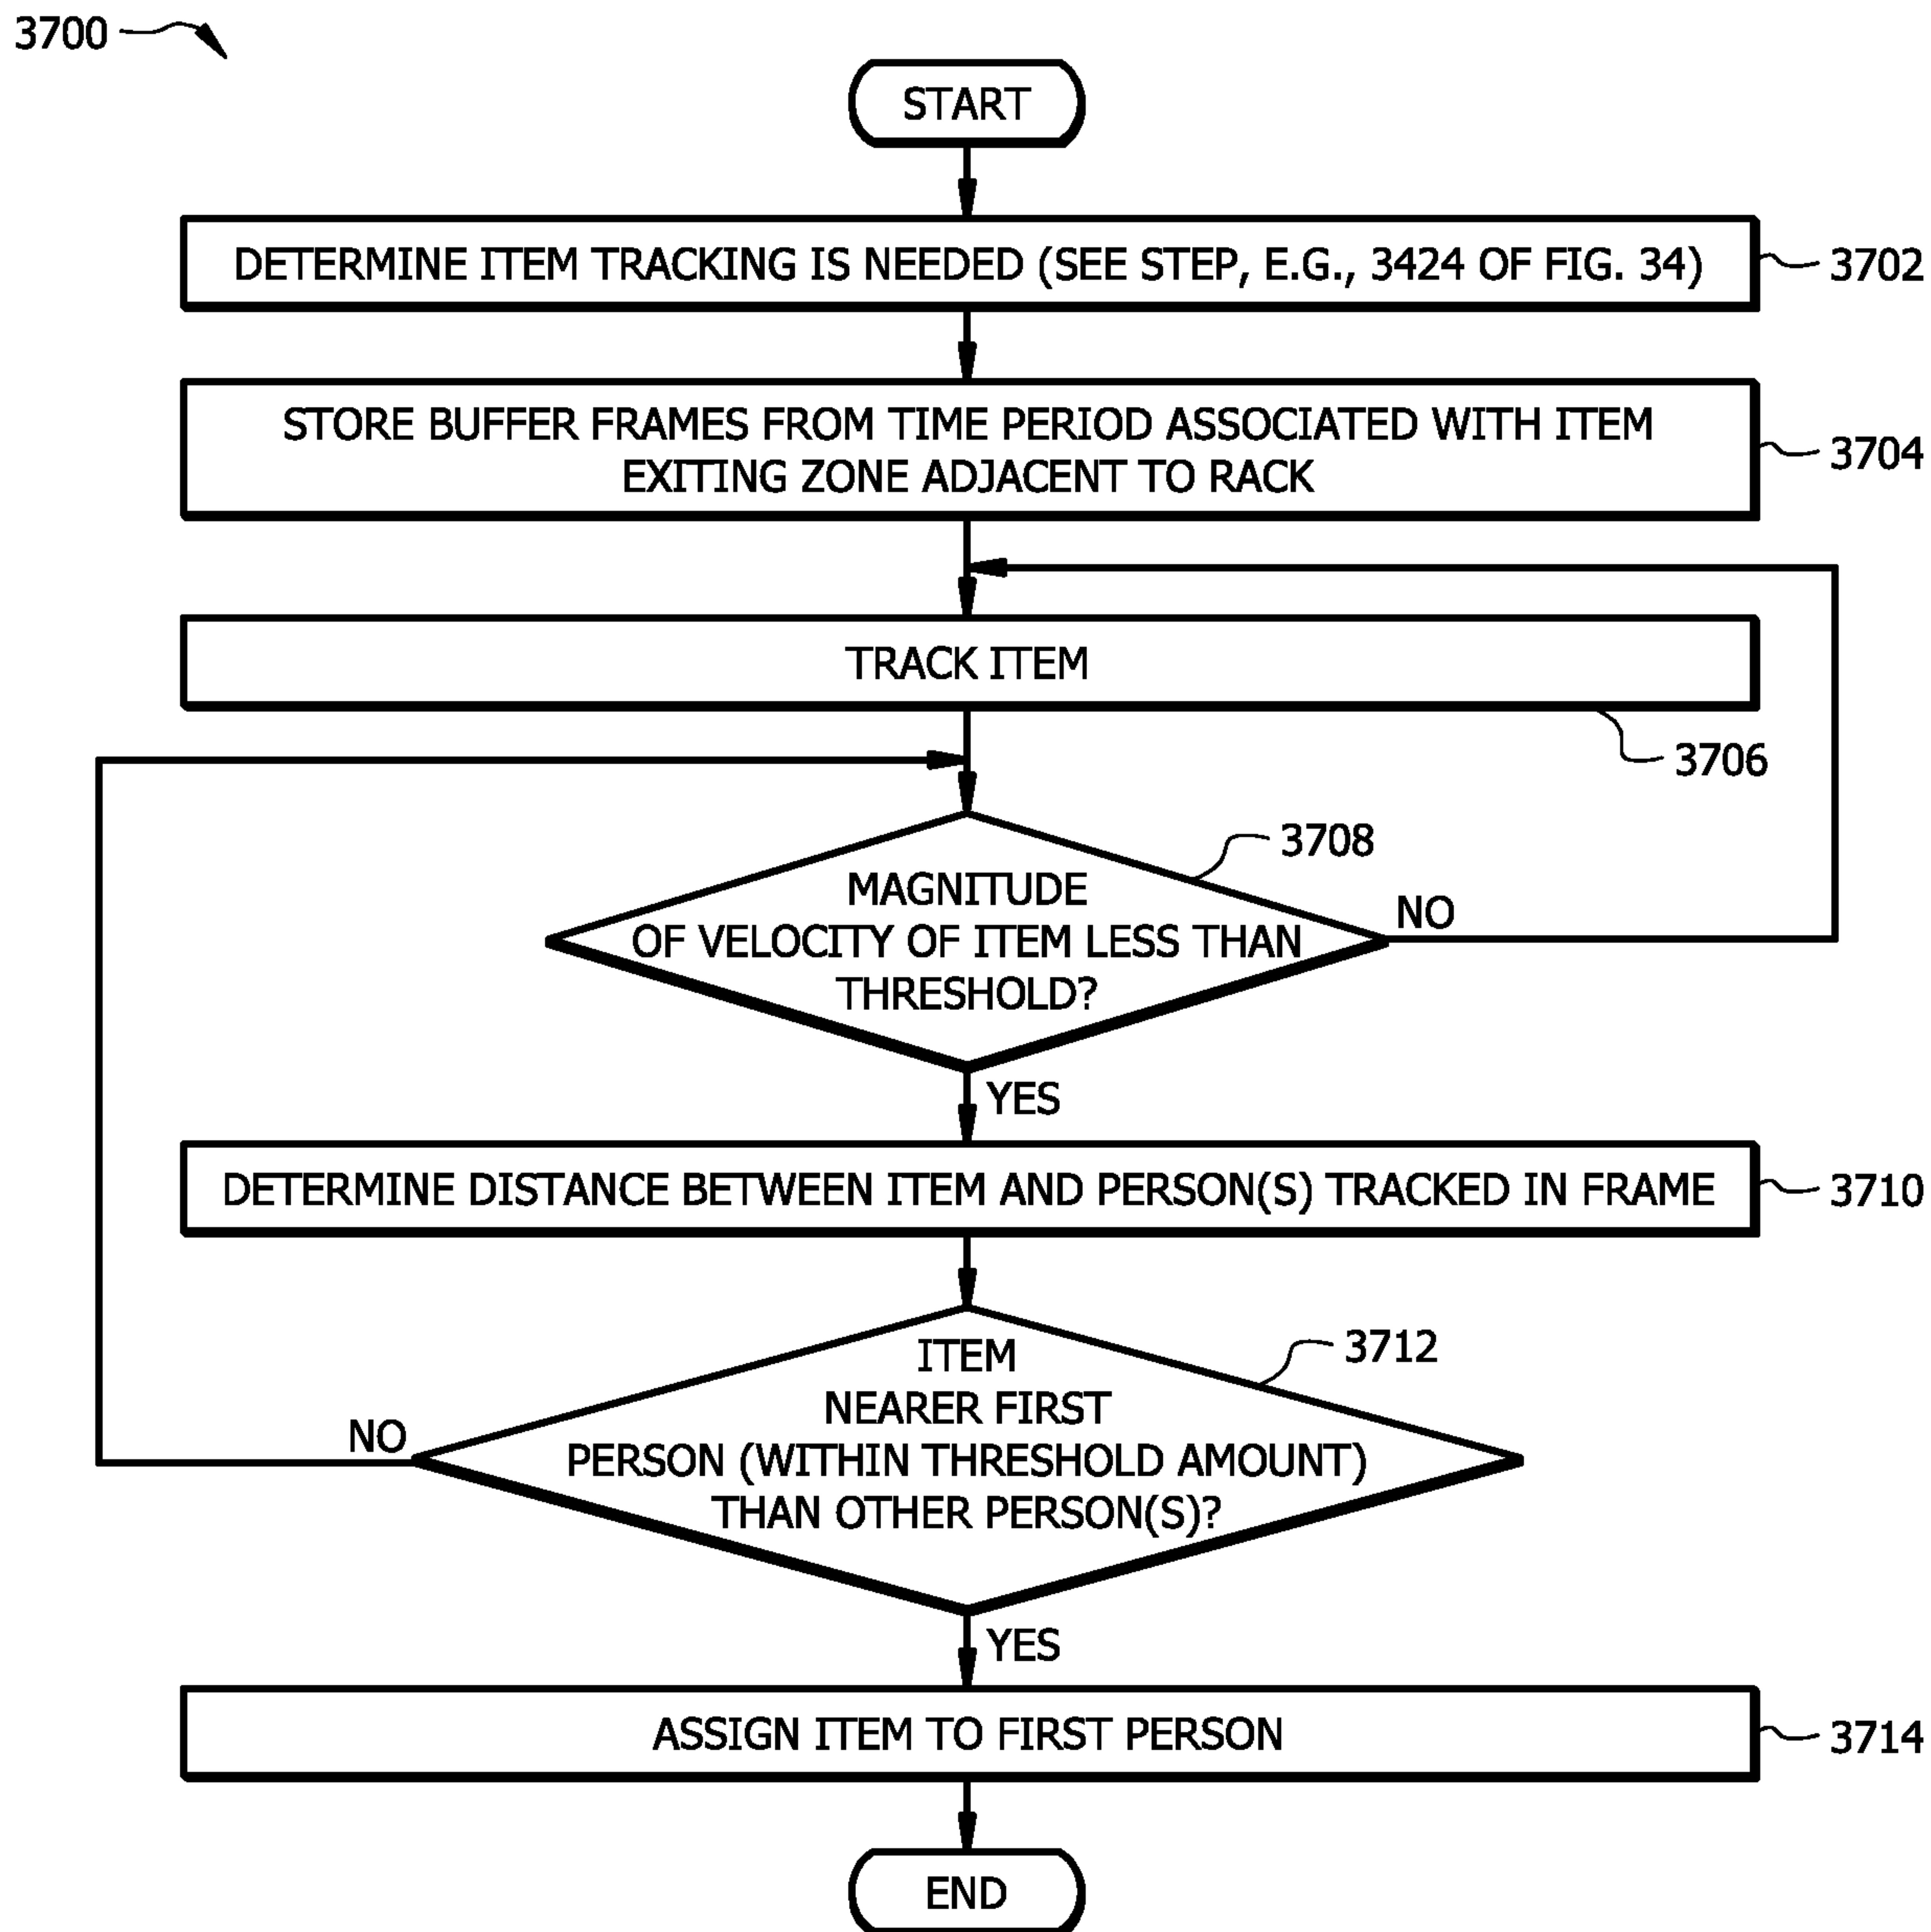 3700
START
DETERMINE ITEM TRACKING IS NEEDED (SEE STEP, E.G., 3424 OF FIG. 34)
3702
STORE BUFFER FRAMES FROM TIME PERIOD ASSOCIATED WITH ITEM
EXITING ZONE ADJACENT TO RACK
3704
TRACK ITEM
3706
3708
MAGNITUDE
OF VELOCITY OF ITEM LESS THAN
THRESHOLD?
NO
YES
DETERMINE DISTANCE BETWEEN ITEM AND PERSON(S) TRACKED IN FRAME
3710
3712
ITEM
NEARER FIRST
PERSON (WITHIN THRESHOLD AMOUNT)
THAN OTHER PERSON(S)?
NO
YES
ASSIGN ITEM TO FIRST PERSON
3714
END